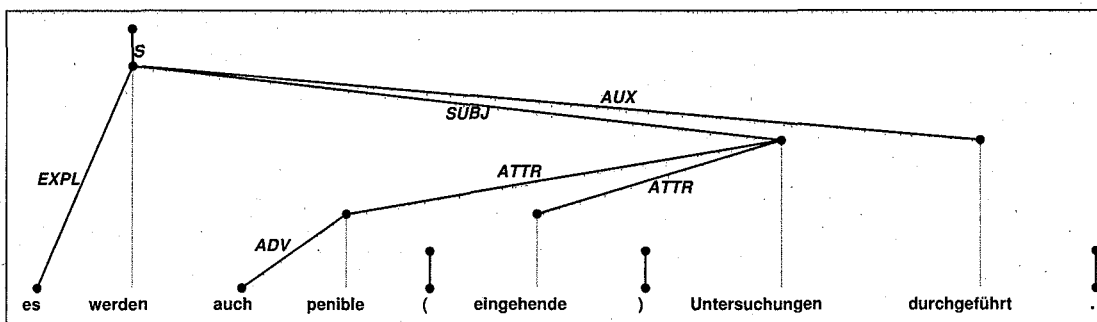 S
AUX
SUBJ
EXPL
ATTR
ATTR
ADV
es werden auch penible ( eingehende ) Untersuchungen durchgeführt .